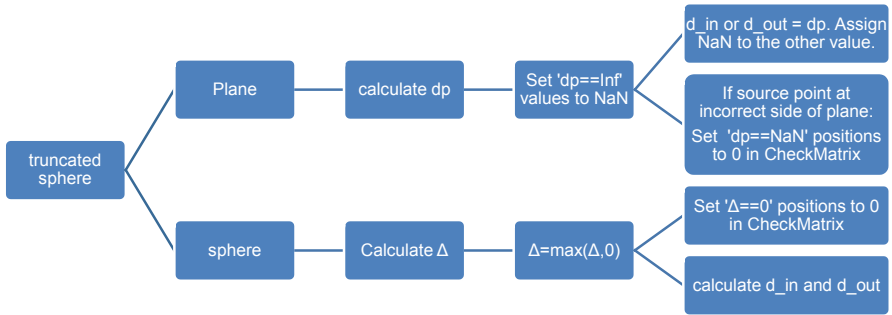 truncated
sphere
Plane
calculate dp
Set 'dp==Inf'
values to NaN
d_in or d_out = dp. Assign
NaN to the other value.
If source point at
incorrect side of plane:
Set 'dp==NaN' positions
to 0 in CheckMatrix
sphere
Calculate Δ
Δ=max(Δ,0)
Set 'Δ==0' positions to 0
in CheckMatrix
calculate d_in and d_out